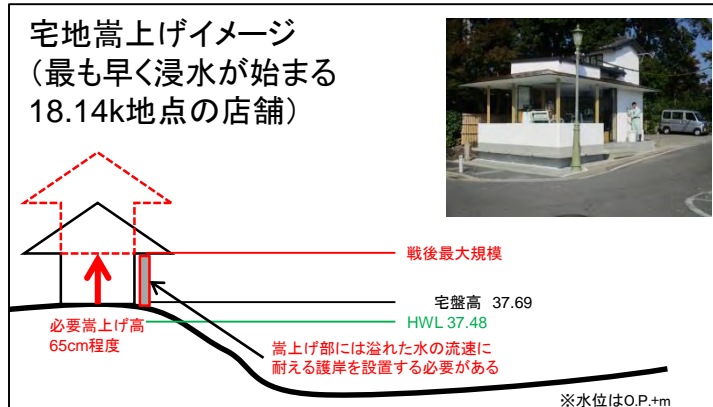 宅地嵩上げイメージ
（最も早く浸水が始まる
18.14k地点の店舗）
戦後最大規模
宅盤高 37.69
HWL 37.48
必要嵩上げ高
65cm程度
嵩上げ部には溢れた水の流速に
耐える護岸を設置する必要がある
※水位はO.P.+m